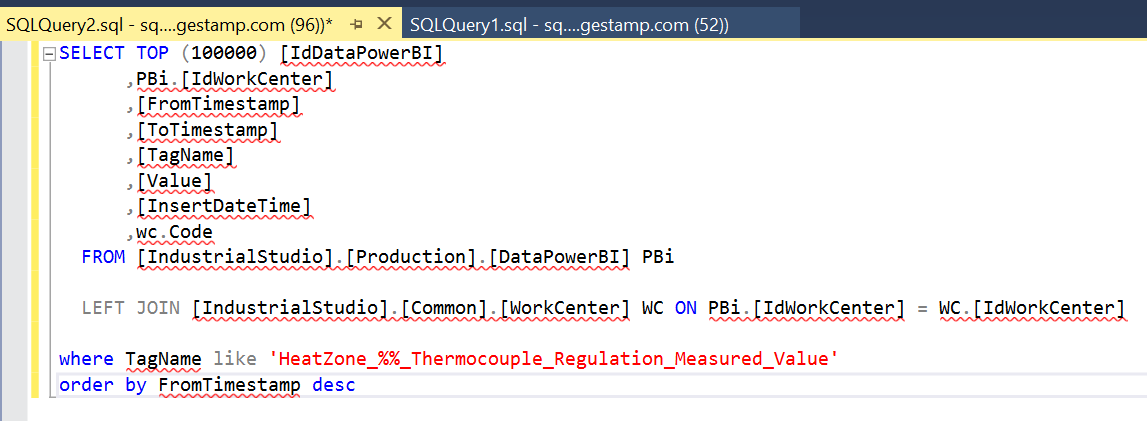 SQLQuery2.sql - sq....gestamp.com (96))* SQLQuery1.sql - sq....gestamp.com (52))
SELECT TOP (100000) [IdDataPowerBI]
,PBi.[IdWorkCenter]
,[FromTimestamp]
,[ToTimestamp]
,[TagName]
,[Value]
,[InsertDateTime]
,wc.Code
FROM [IndustrialStudio].[Production].[DataPowerBI] PBi
LEFT JOIN [IndustrialStudio].[Common].[WorkCenter] WC ON PBi.[IdWorkCenter] = WC.[IdWorkCenter]
where TagName like 'HeatZone_%%_Thermocouple_Regulation_Measured_Value'
order by FromTimestamp desc